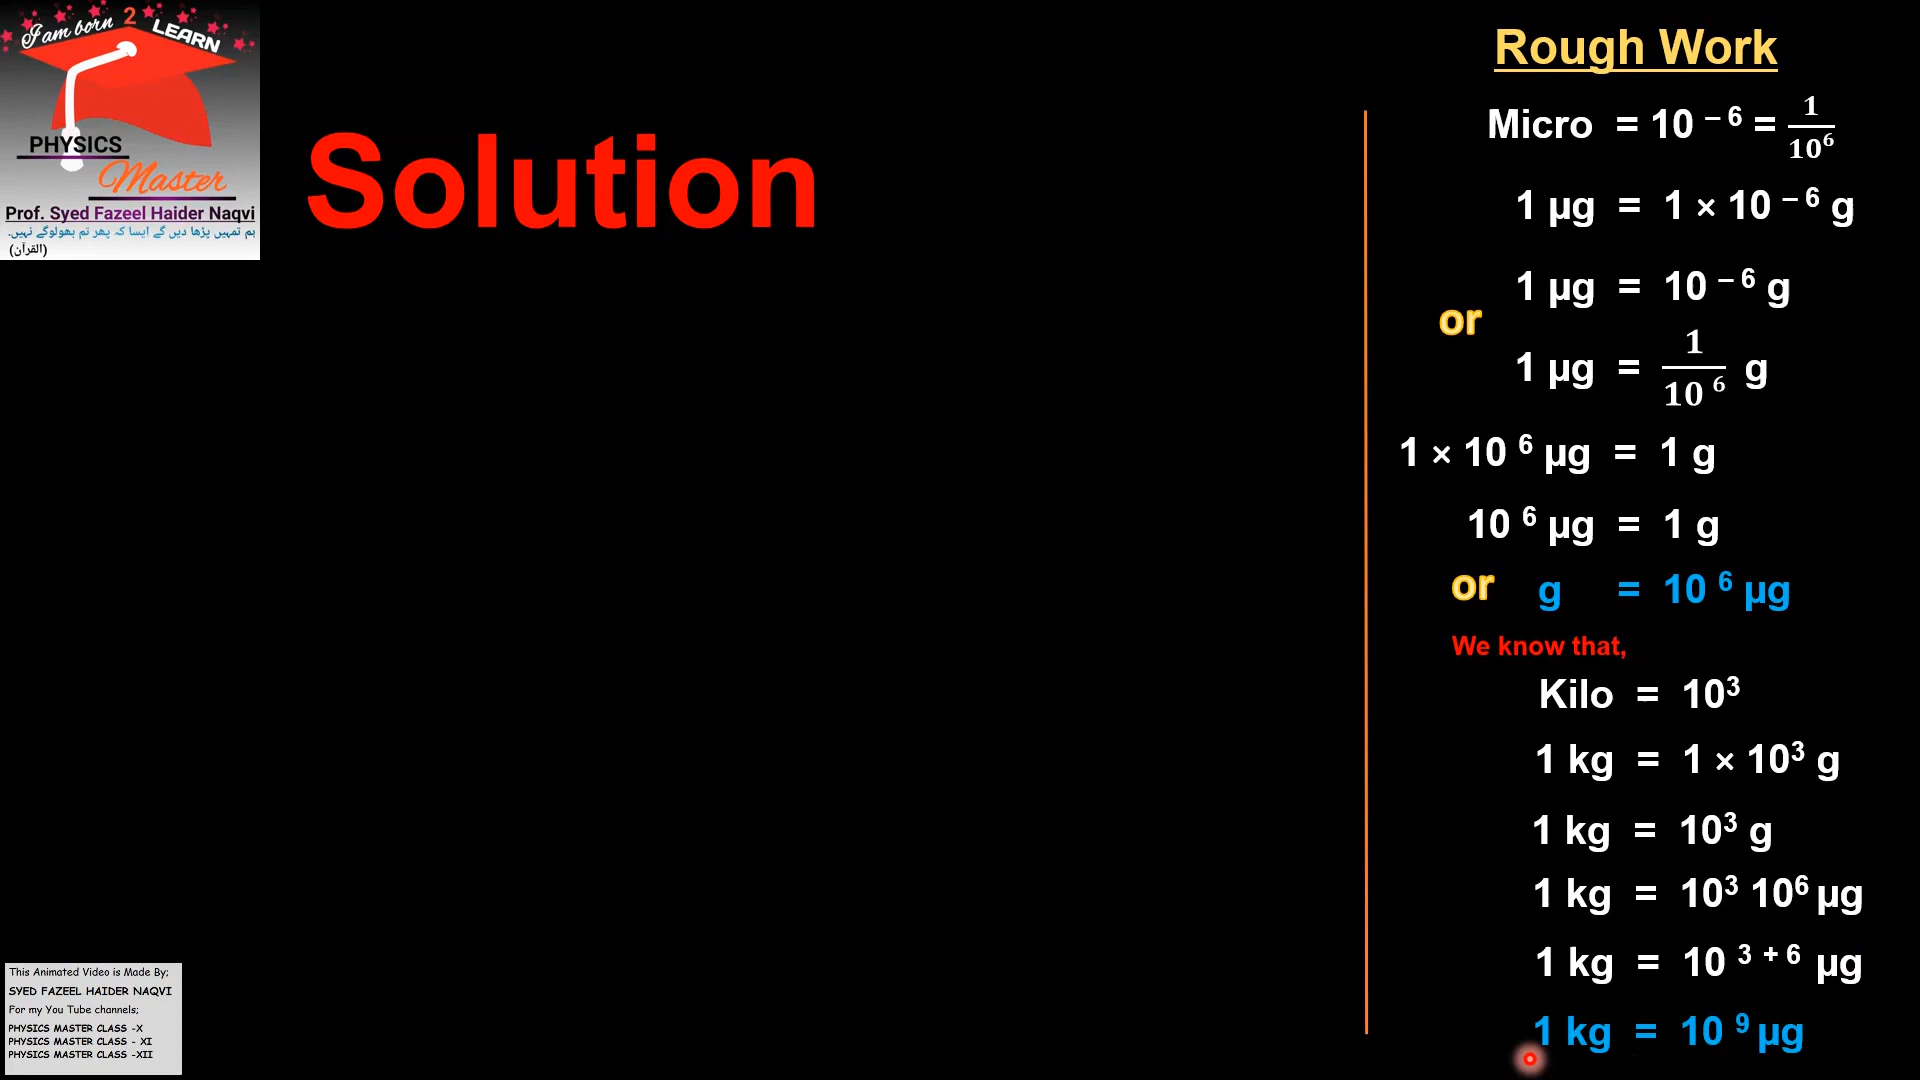 I am born 2 LEARN
PHYSICS
Master
Prof. Syed Fazeel Haider Naqvi
ہم تمہیں پڑھا دیں گے ایسا کہ پھر تم بھولوگے نہیں.
(القرآن)
Solution
Rough Work
Micro = 10 ⁻ ⁶ = 1/10⁶
1 µg = 1 × 10 ⁻ ⁶ g
1 µg = 10 ⁻ ⁶ g
or
1 µg = 1/10 ⁶ g
1 × 10 ⁶ µg = 1 g
10 ⁶ µg = 1 g
or g = 10 ⁶ µg
We know that,
Kilo = 10³
1 kg = 1 × 10³ g
1 kg = 10³ g
1 kg = 10³ 10⁶ µg
1 kg = 10 ³ ⁺ ⁶ µg
1 kg = 10 ⁹ µg
This Animated Video is Made By;
SYED FAZEEL HAIDER NAQVI
For my You Tube channels;
PHYSICS MASTER CLASS -X
PHYSICS MASTER CLASS - XI
PHYSICS MASTER CLASS -XII